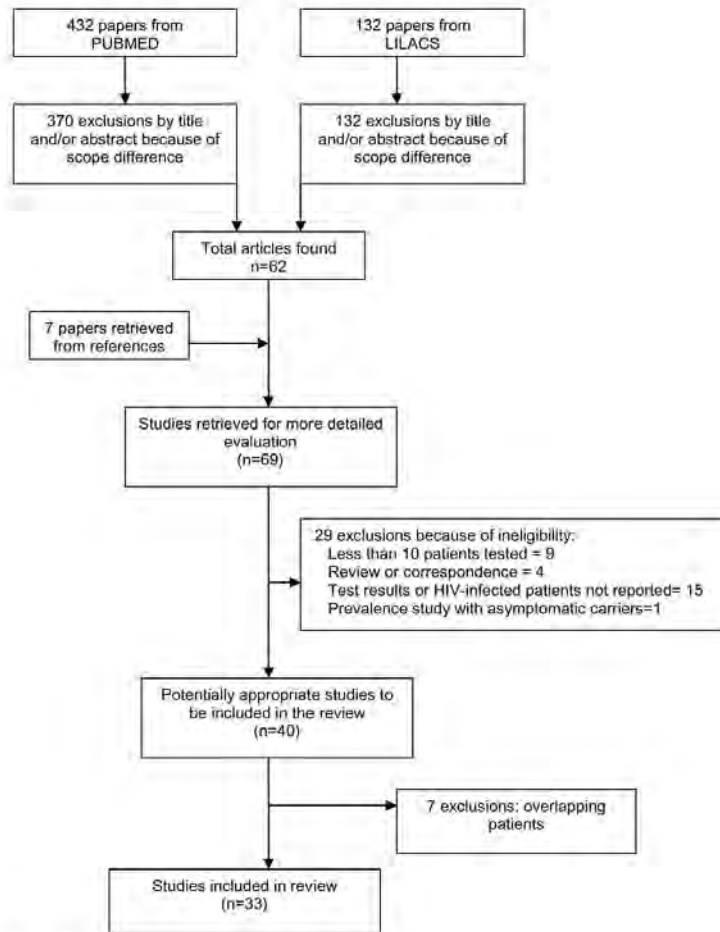 432 papers from
PUBMED
132 papers from
LILACS
370 exclusions by title
and/or abstract because of
scope difference
132 exclusions by title
and/or abstract because of
scope difference
Total articles found
n=62
7 papers retrieved
from references
Studies retrieved for more detailed
evaluation
(n=69)
29 exclusions because of ineligibility:
Less than 10 patients tested = 9
Review or correspondence = 4
Test results or HIV-infected patients not reported= 15
Prevalence study with asymptomatic carriers=1
Potentially appropriate studies to
be included in the review
(n=40)
7 exclusions: overlapping
patients
Studies included in review
(n=33)